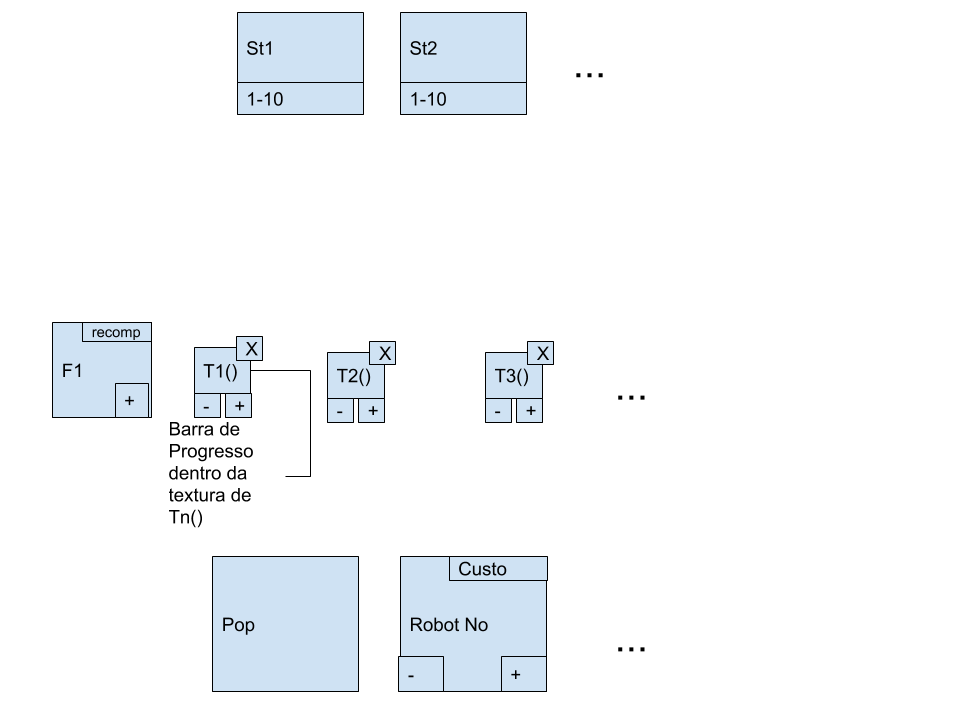 St1
St2
...
1-10
1-10
recomp
F1
+
X
T1()
- +
X
T2()
- +
X
T3()
- +
...
Barra de
Progresso
dentro da
textura de
Tn()
Pop
Custo
Robot No
- +
...